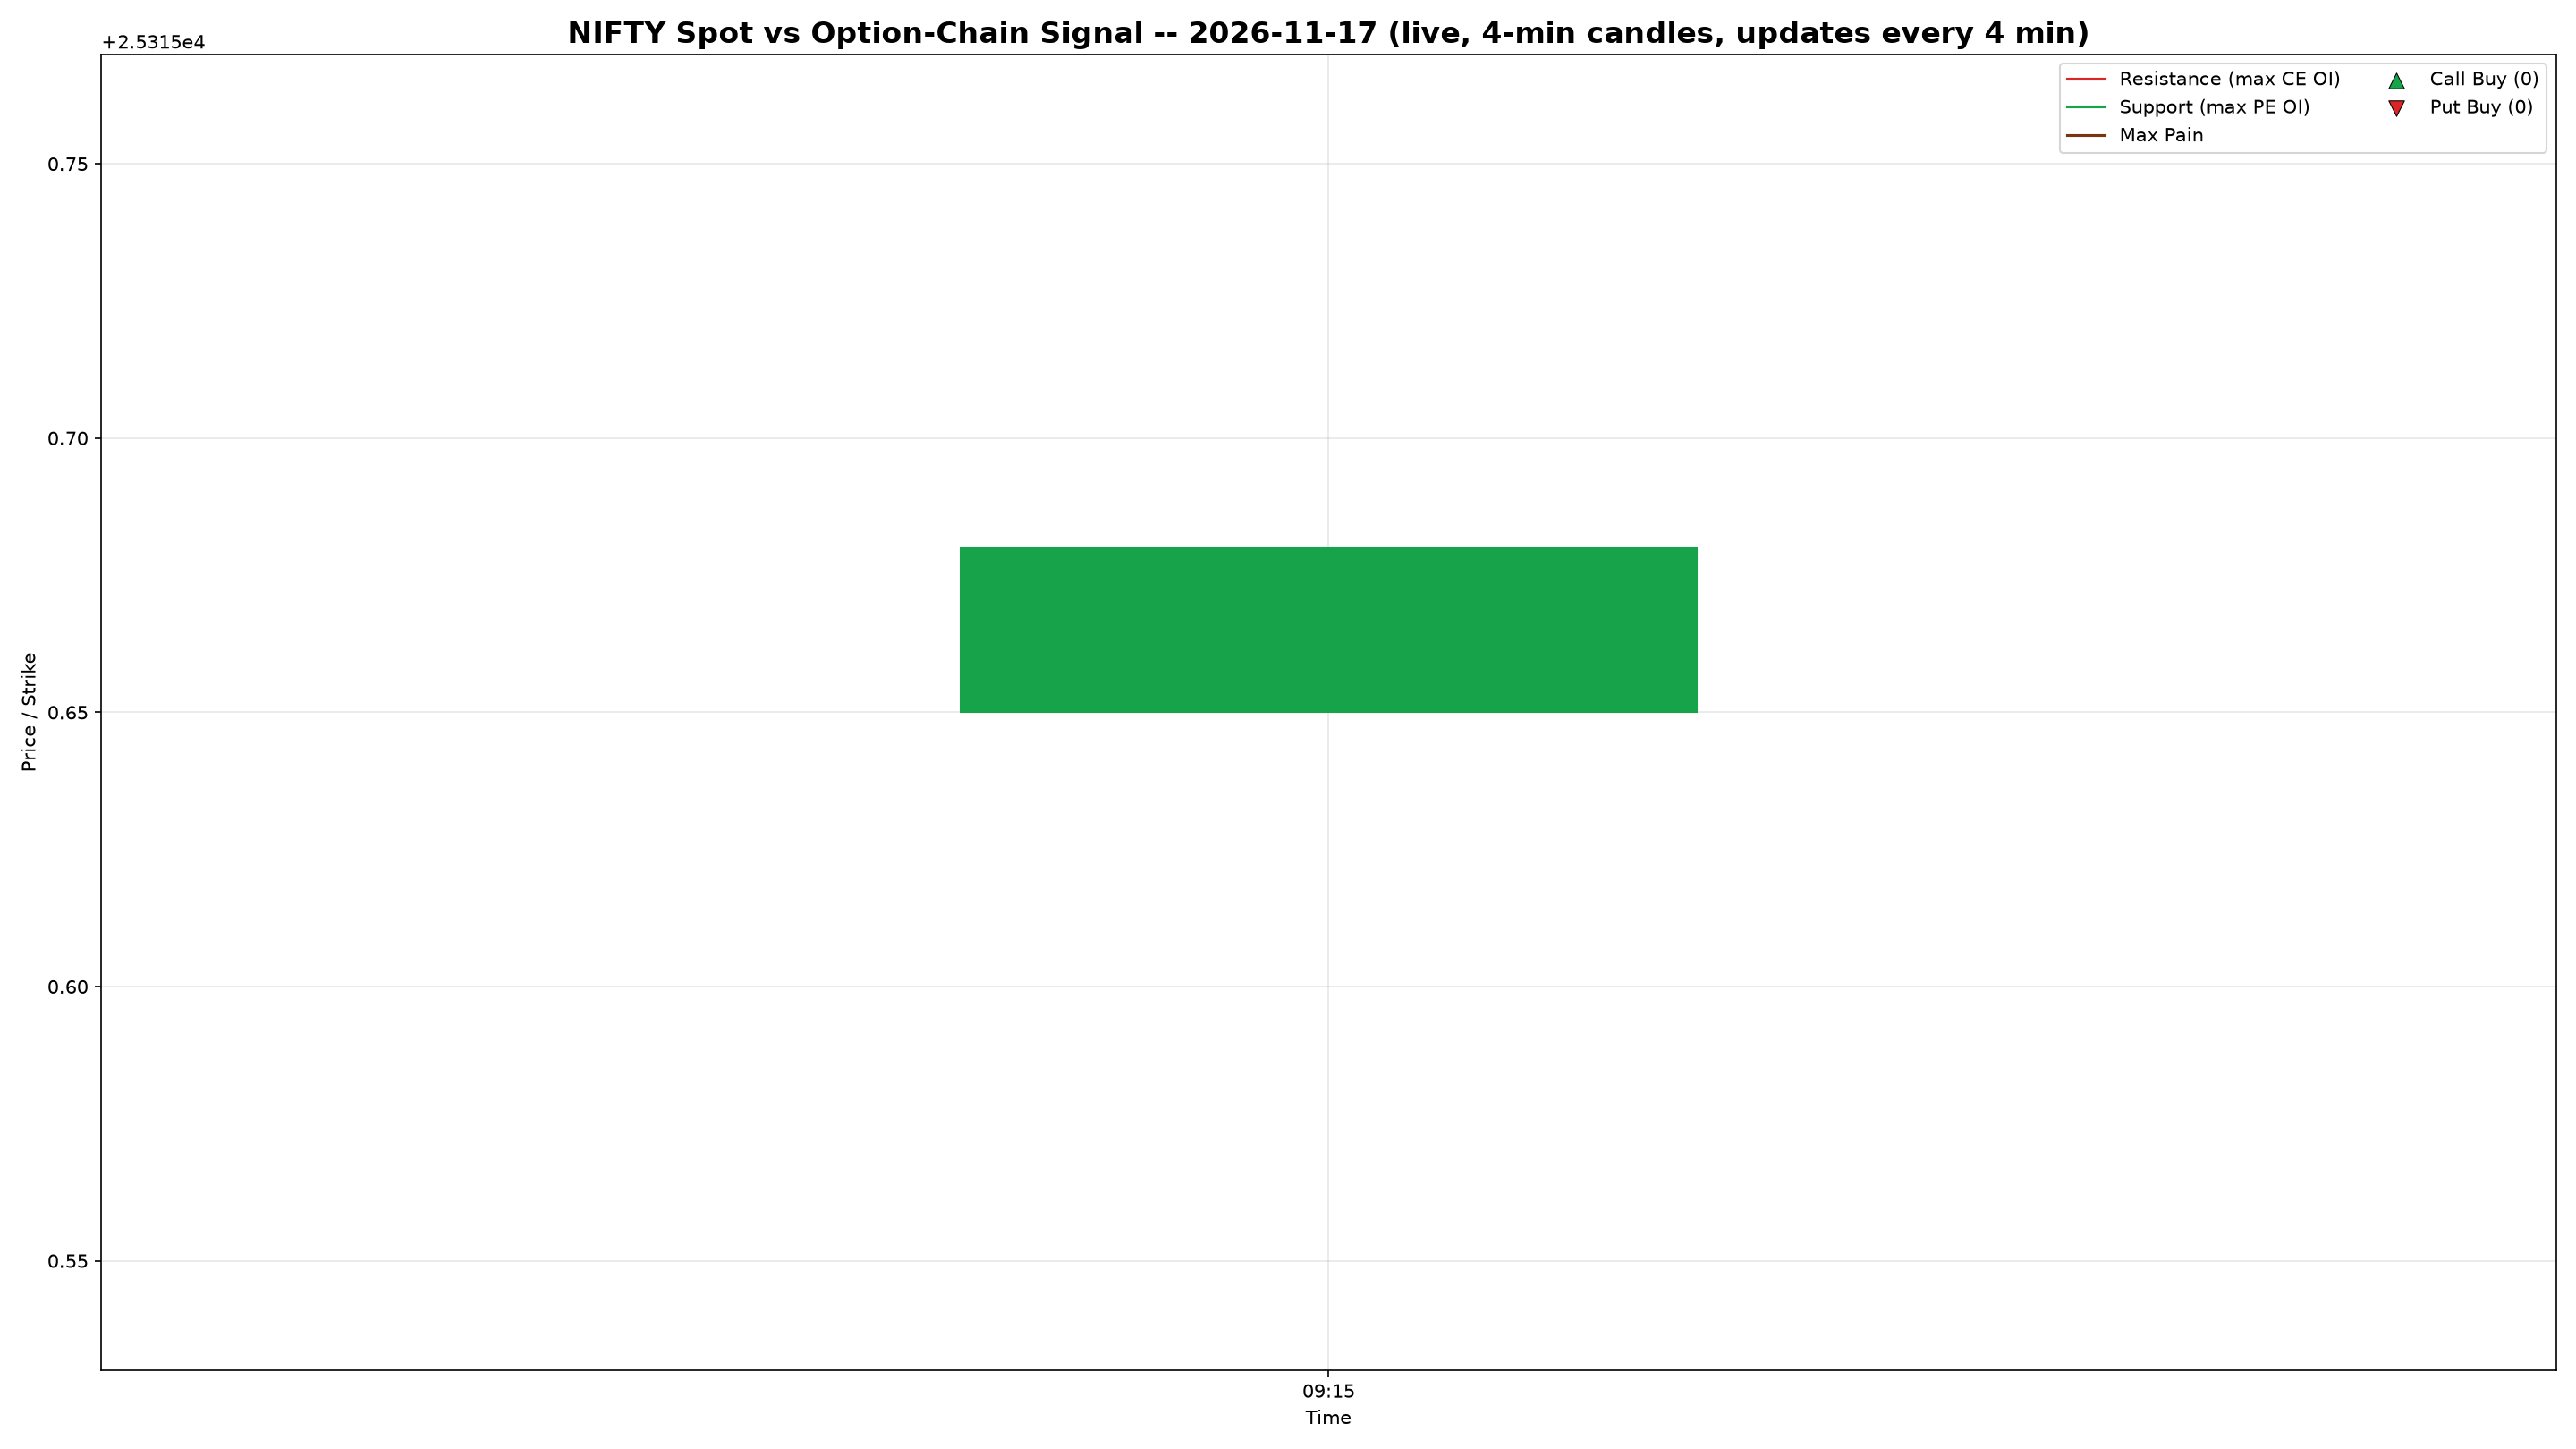 NIFTY Spot vs Option-Chain Signal -- 2026-11-17 (live, 4-min candles, updates every 4 min)
+2.5315e4
Resistance (max CE OI)
Support (max PE OI)
Max Pain
Call Buy (0)
Put Buy (0)
0.75
0.70
0.65
0.60
0.55
Price / Strike
09:15
Time